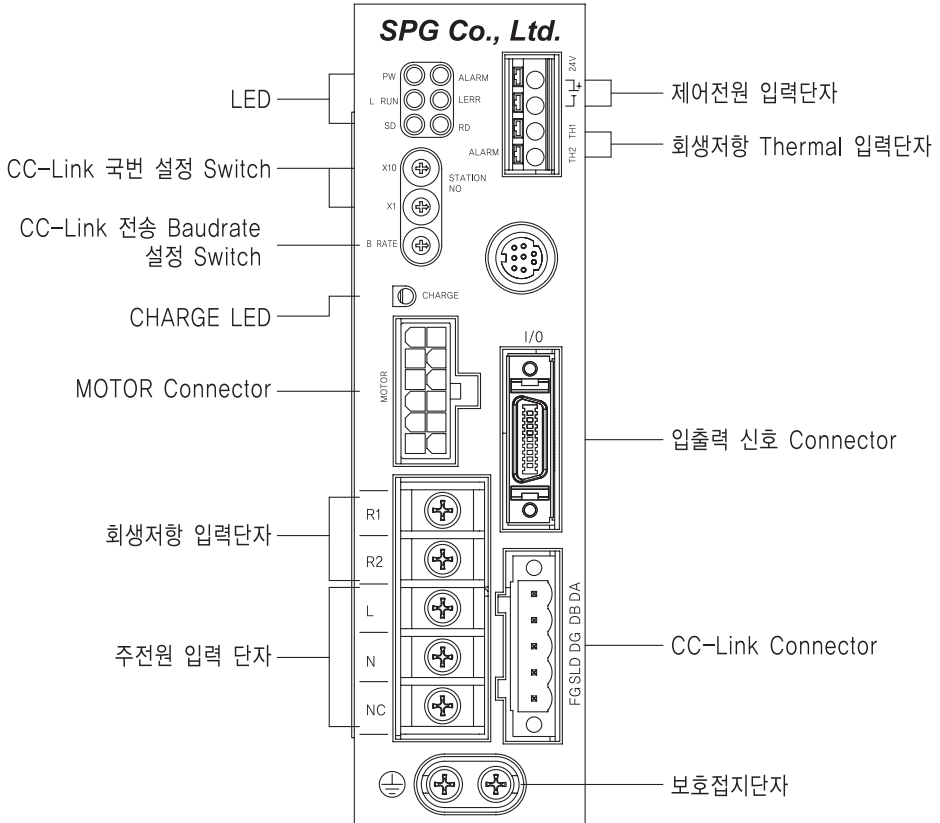 SPG Co., Ltd.
LED
PW
ALARM
L RUN
LERR
SD
RD
24V
+
-
TH1
TH2
ALARM
제어전원 입력단자
회생저항 Thermal 입력단자
CC-Link 국번 설정 Switch
X10
STATION
NO
X1
CC-Link 전송 Baudrate
설정 Switch
B RATE
CHARGE LED
CHARGE
MOTOR Connector
MOTOR
I/O
입출력 신호 Connector
회생저항 입력단자
R1
R2
주전원 입력 단자
L
N
NC
FG SLD DG DB DA
CC-Link Connector
보호접지단자